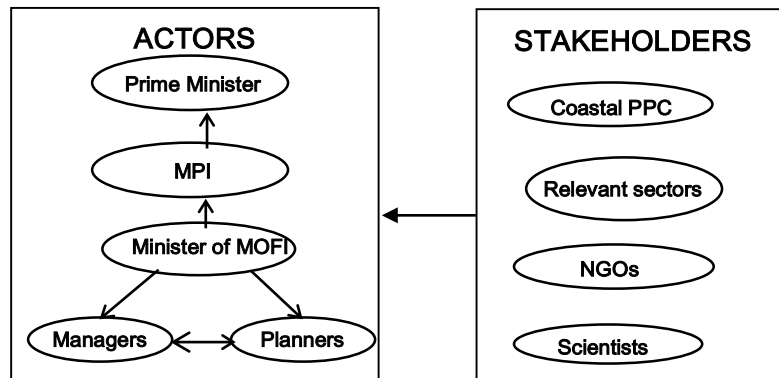 ACTORS
Prime Minister
MPI
Minister of MOFI
Managers
Planners
STAKEHOLDERS
Coastal PPC
Relevant sectors
NGOs
Scientists